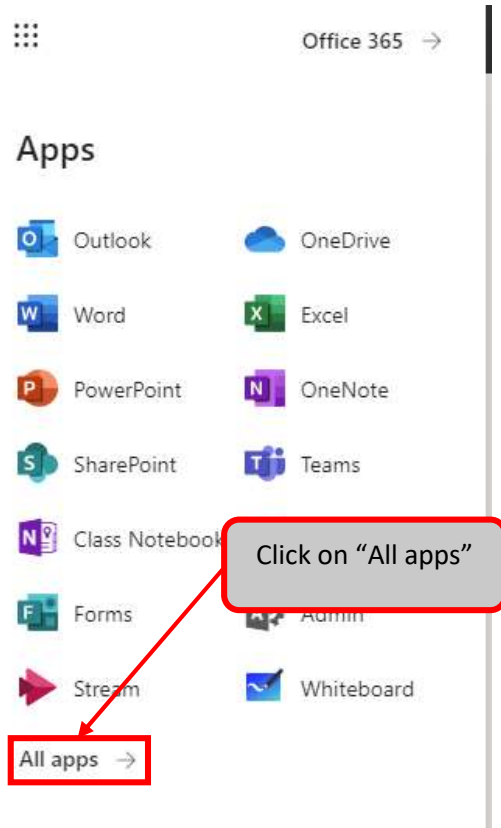 Office 365 →
Apps
Outlook OneDrive
Word Excel
PowerPoint OneNote
SharePoint Teams
Class Notebook
Click on “All apps”
Forms Admin
Stream Whiteboard
All apps →